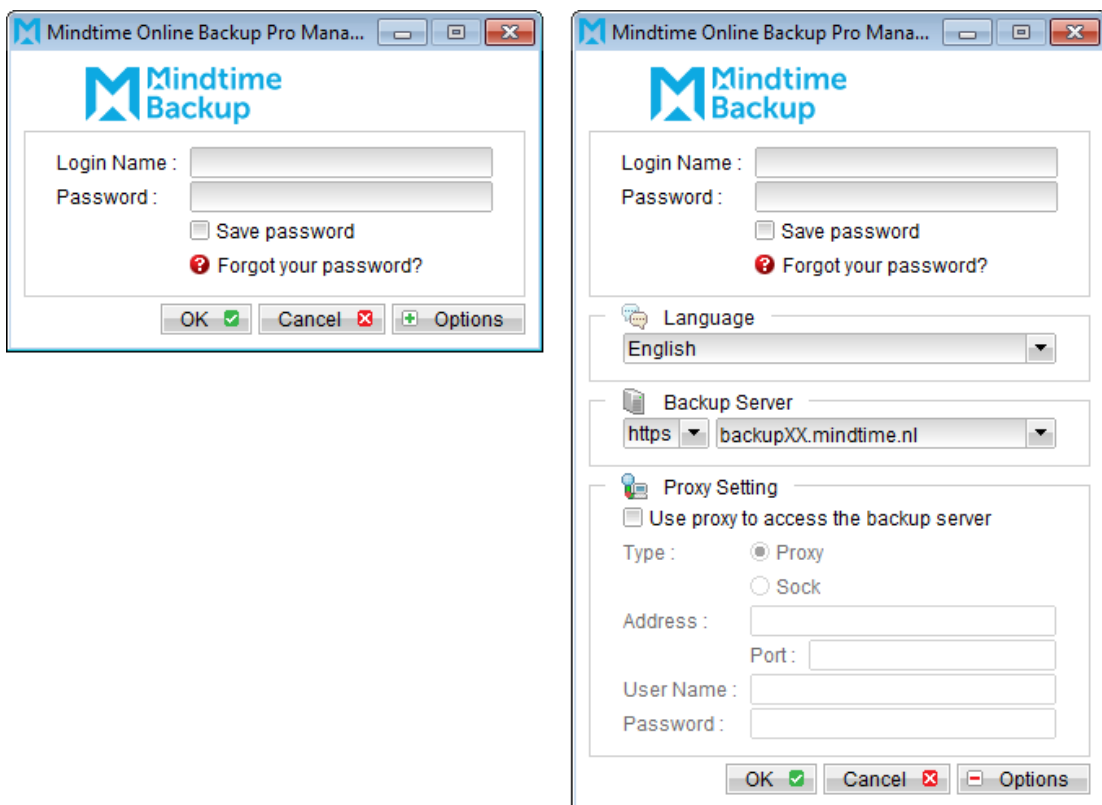 Mindtime Online Backup Pro Mana...
Mindtime
Backup
Login Name :
Password :
Save password
Forgot your password?
OK Cancel Options
Mindtime Online Backup Pro Mana...
Mindtime
Backup
Login Name :
Password :
Save password
Forgot your password?
Language
English
Backup Server
https backupXX.mindtime.nl
Proxy Setting
Use proxy to access the backup server
Type : Proxy
Sock
Address :
Port :
User Name :
Password :
OK Cancel Options